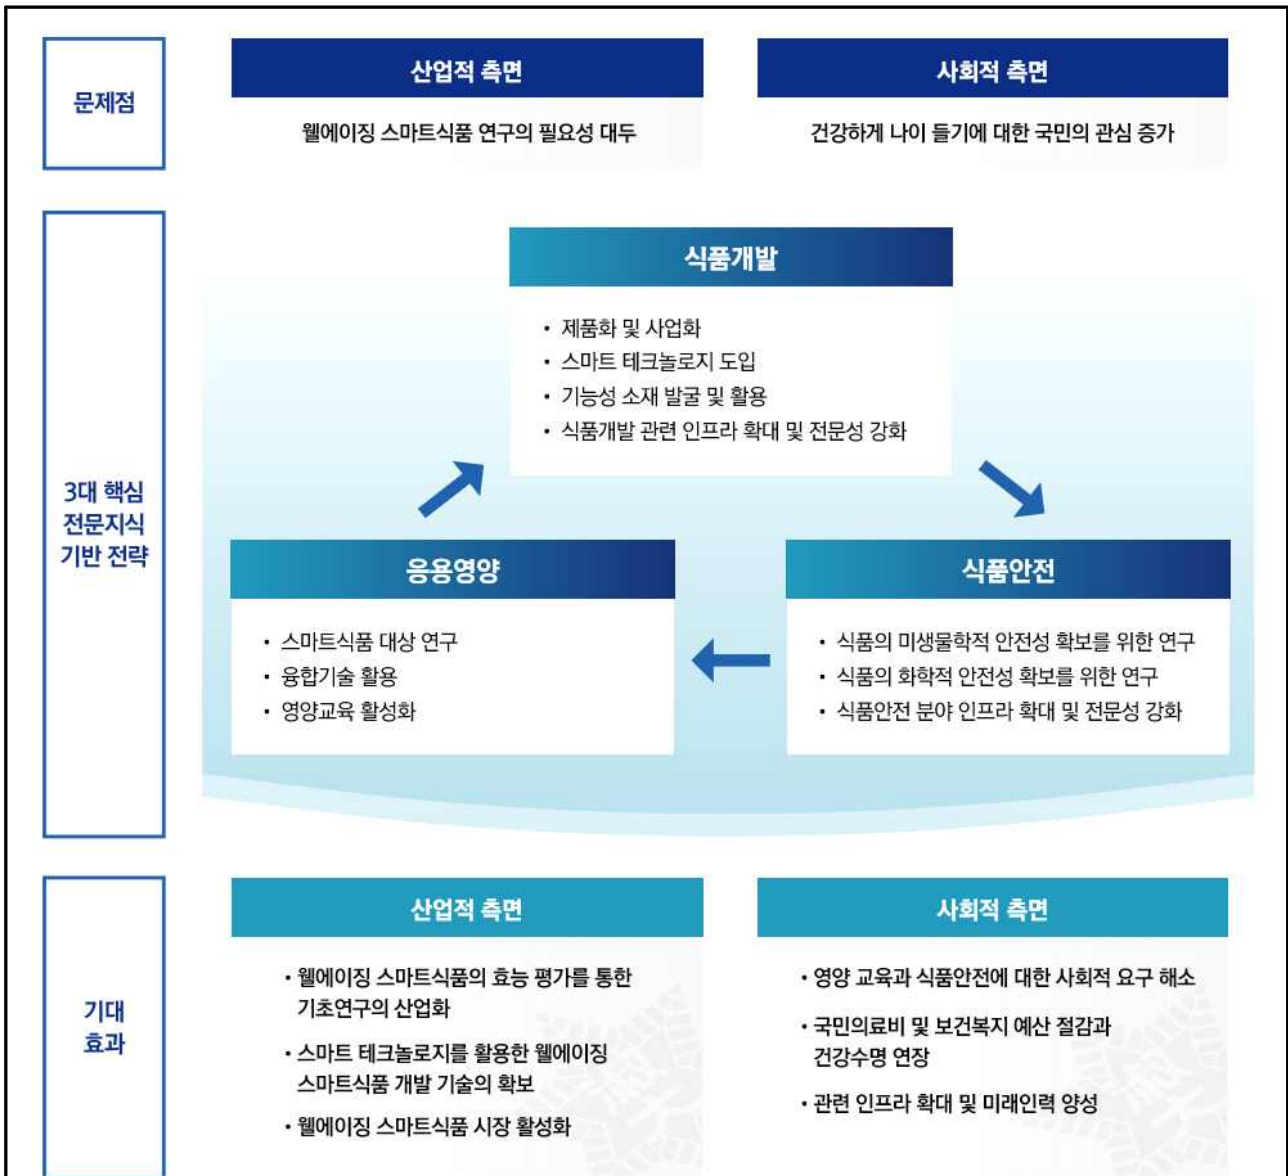 문제점
산업적 측면
웰에이징 스마트식품 연구의 필요성 대두
사회적 측면
건강하게 나이 들기에 대한 국민의 관심 증가
3대 핵심
전문지식
기반 전략
식품개발
• 제품화 및 사업화
• 스마트 테크놀로지 도입
• 기능성 소재 발굴 및 활용
• 식품개발 관련 인프라 확대 및 전문성 강화
응용영양
• 스마트식품 대상 연구
• 융합기술 활용
• 영양교육 활성화
식품안전
• 식품의 미생물학적 안전성 확보를 위한 연구
• 식품의 화학적 안전성 확보를 위한 연구
• 식품안전 분야 인프라 확대 및 전문성 강화
기대
효과
산업적 측면
• 웰에이징 스마트식품의 효능 평가를 통한
기초연구의 산업화
• 스마트 테크놀로지를 활용한 웰에이징
스마트식품 개발 기술의 확보
• 웰에이징 스마트식품 시장 활성화
사회적 측면
• 영양 교육과 식품안전에 대한 사회적 요구 해소
• 국민의료비 및 보건복지 예산 절감과
건강수명 연장
• 관련 인프라 확대 및 미래인력 양성